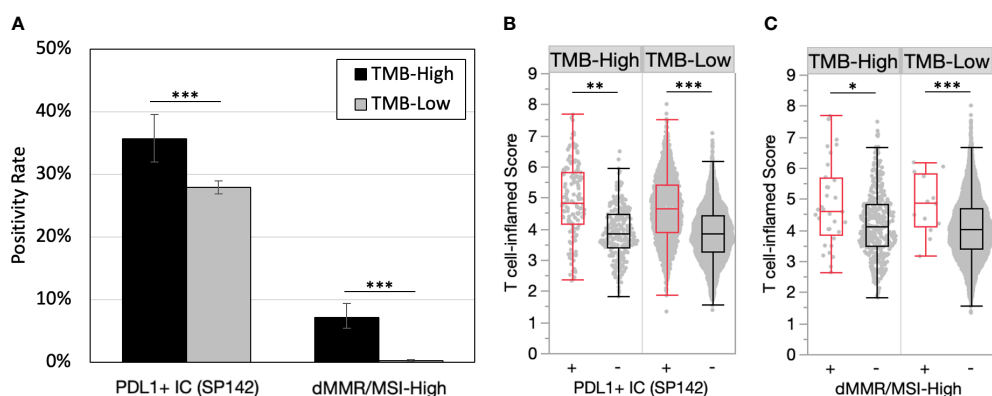 A
50%
40%
30%
20%
10%
0%
Positivity Rate
TMB-High
TMB-Low
***
***
PDL1+ IC (SP142)
dMMR/MSI-High
B
TMB-High
TMB-Low
9
8
7
6
5
4
3
2
1
0
T cell-inflamed Score
**
***
+
-
+
-
PDL1+ IC (SP142)
C
TMB-High
TMB-Low
9
8
7
6
5
4
3
2
1
0
T cell-inflamed Score
*
***
+
-
+
-
dMMR/MSI-High